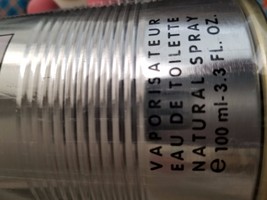 VAPORISATEUR
EAU DE TOILETTE
NATURAL SPRAY
e 100 ml-3.3 FL. OZ.